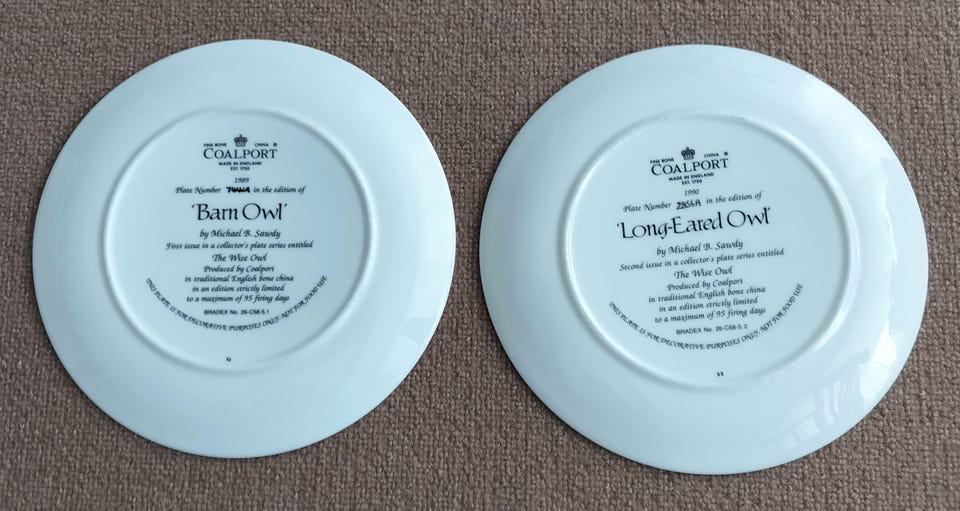 FINE BONE CHINA
COALPORT
MADE IN ENGLAND
EST. 1750
1989
Plate Number in the edition of
'Barn Owl'
by Michael B. Sawdy
First issue in a collector's plate series entitled
The Wise Owl
Produced by Coalport
in traditional English bone china
in an edition strictly limited
to a maximum of 95 firing days
BRADEX No. 26-C58-5.1
THIS PLATE IS FOR DECORATIVE PURPOSES ONLY: NOT FOR FOOD USE
FINE BONE CHINA ®
COALPORT
MADE IN ENGLAND
EST. 1750
1990
Plate Number in the edition of
'Long-Eared Owl'
by Michael B. Sawdy
Second issue in a collector's plate series entitled
The Wise Owl
Produced by Coalport
in traditional English bone china
in an edition strictly limited
to a maximum of 95 firing days
BRADEX No. 26-C58-5.2
THIS PLATE IS FOR DECORATIVE PURPOSES ONLY: NOT FOR FOOD USE
33